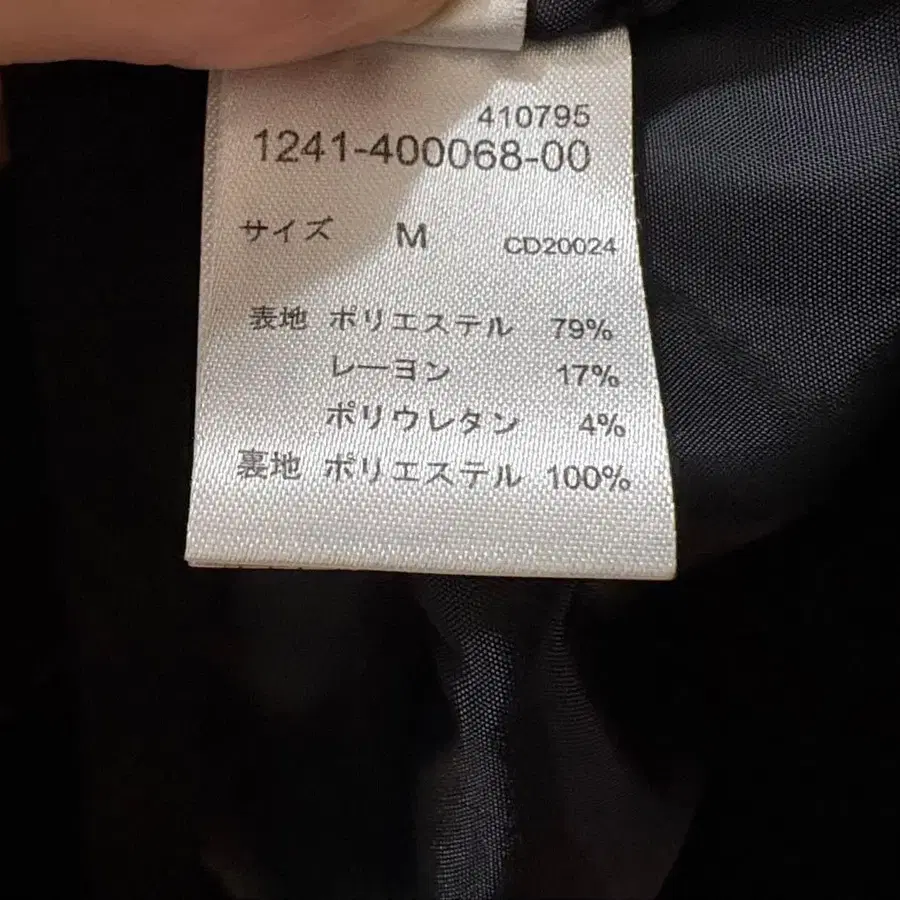 410795
1241-400068-00
サイズ M CD20024
表地 ポリエステル 79%
レーヨン 17%
ポリウレタン 4%
裏地 ポリエステル 100%